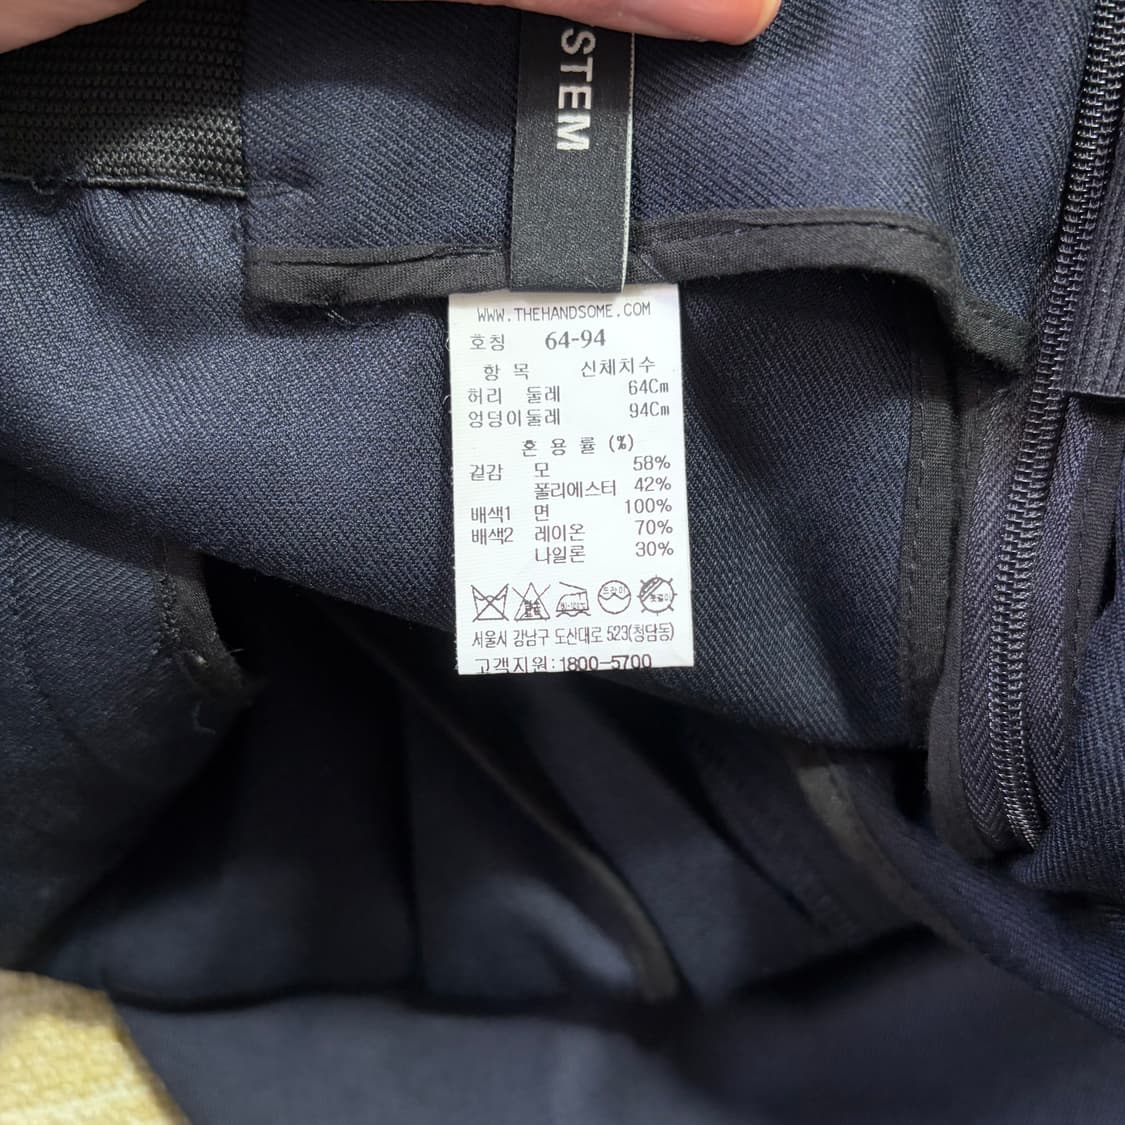 STEM
WWW.THEHANDSOME.COM
호칭 64-94
항 목 신체치수
허리 둘레 64Cm
엉덩이둘레 94Cm
혼 용 률 (%)
겉감 모 58%
폴리에스터 42%
배색1 면 100%
배색2 레이온 70%
나일론 30%
드라이
서울시 강남구 도산대로 523(청담동)
고객지원:1800-5700